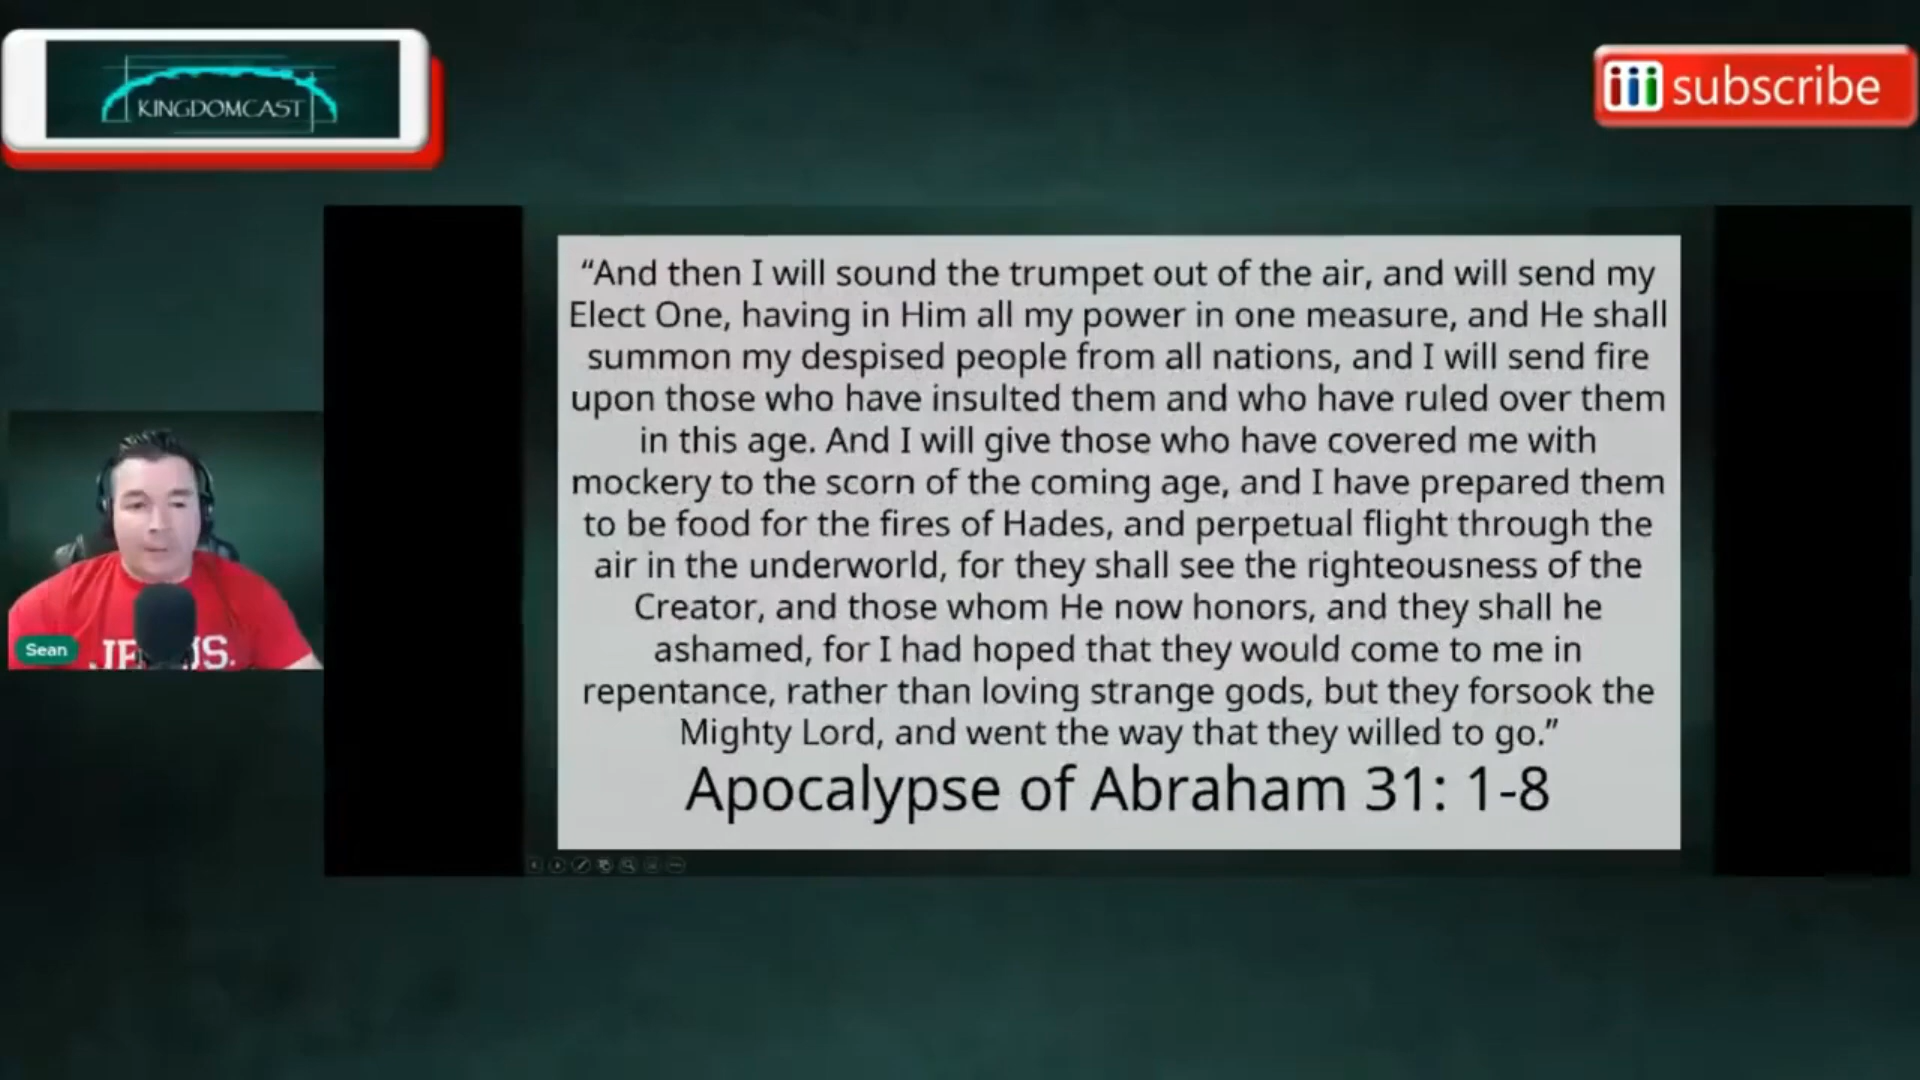 KINGDOMCAST
subscribe
“And then I will sound the trumpet out of the air, and will send my
Elect One, having in Him all my power in one measure, and He shall
summon my despised people from all nations, and I will send fire
upon those who have insulted them and who have ruled over them
in this age. And I will give those who have covered me with
mockery to the scorn of the coming age, and I have prepared them
to be food for the fires of Hades, and perpetual flight through the
air in the underworld, for they shall see the righteousness of the
Creator, and those whom He now honors, and they shall he
ashamed, for I had hoped that they would come to me in
repentance, rather than loving strange gods, but they forsook the
Mighty Lord, and went the way that they willed to go.”
Apocalypse of Abraham 31: 1-8
Sean